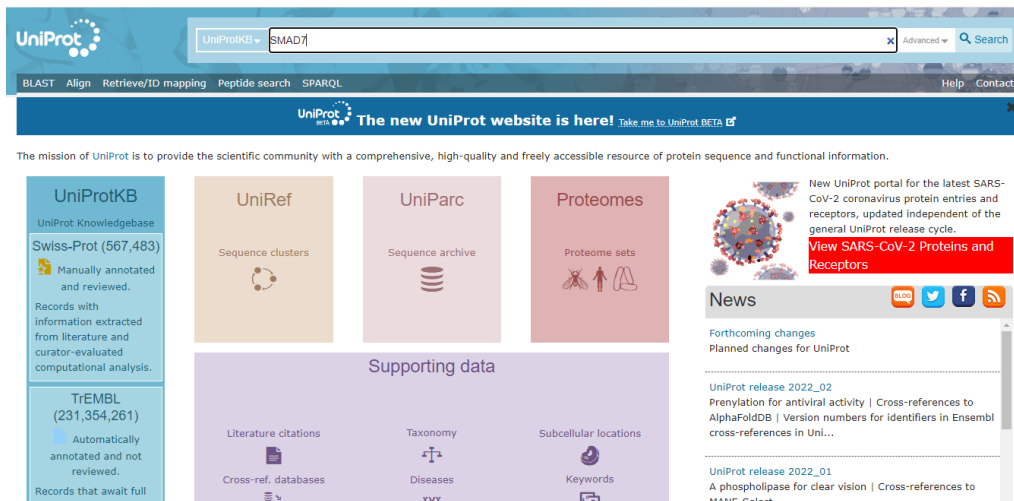 UniProt
UniProtKB
SMAD7
Advanced
Search
BLAST Align Retrieve/ID mapping Peptide search SPARQL
Help Contact
UniProt BETA The new UniProt website is here! Take me to UniProt BETA
The mission of UniProt is to provide the scientific community with a comprehensive, high-quality and freely accessible resource of protein sequence and functional information.
UniProtKB
UniProt Knowledgebase
Swiss-Prot (567,483)
Manually annotated
and reviewed.
Records with
information extracted
from literature and
curator-evaluated
computational analysis.
TrEMBL
(231,354,261)
Automatically
annotated and not
reviewed.
Records that await full
UniRef
Sequence clusters
UniParc
Sequence archive
Proteomes
Proteome sets
Supporting data
Literature citations
Taxonomy
Subcellular locations
Cross-ref. databases
Diseases
Keywords
New UniProt portal for the latest SARS-
CoV-2 coronavirus protein entries and
receptors, updated independent of the
general UniProt release cycle.
View SARS-CoV-2 Proteins and
Receptors
News
BLOG
Forthcoming changes
Planned changes for UniProt
UniProt release 2022_02
Prenylation for antiviral activity | Cross-references to
AlphaFoldDB | Version numbers for identifiers in Ensembl
cross-references in Uni...
UniProt release 2022_01
A phospholipase for clear vision | Cross-references to
MANE-Select